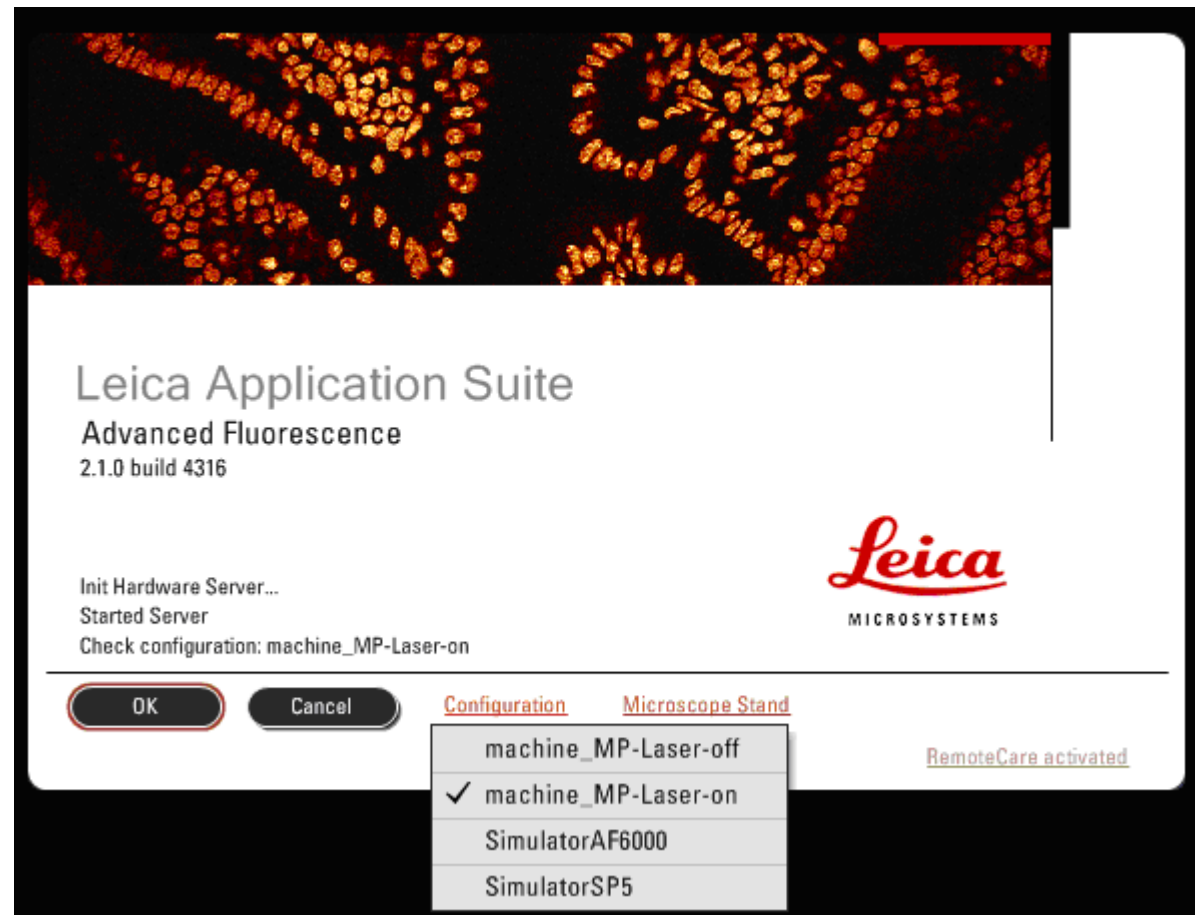 Leica Application Suite
Advanced Fluorescence
2.1.0 build 4316
Leica
MICROSYSTEMS
Init Hardware Server...
Started Server
Check configuration: machine_MP-Laser-on
OK Cancel Configuration Microscope Stand
machine_MP-Laser-off
RemoteCare activated
machine_MP-Laser-on
SimulatorAF6000
SimulatorSP5